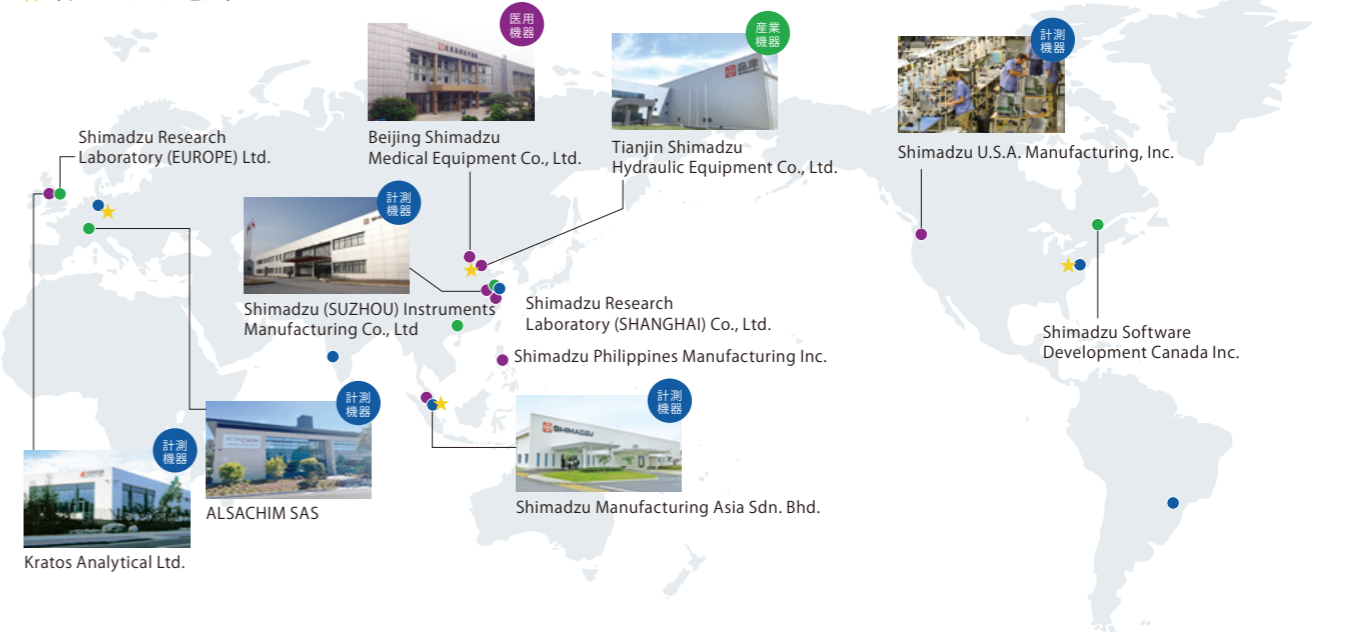 医用
機器
産業
機器
計測
機器
島津
Shimadzu Research
Laboratory (EUROPE) Ltd.
Beijing Shimadzu
Medical Equipment Co., Ltd.
Tianjin Shimadzu
Hydraulic Equipment Co., Ltd.
Shimadzu U.S.A. Manufacturing, Inc.
計測
機器
Shimadzu (SUZHOU) Instruments
Manufacturing Co., Ltd
Shimadzu Research
Laboratory (SHANGHAI) Co., Ltd.
Shimadzu Software
Development Canada Inc.
Shimadzu Philippines Manufacturing Inc.
計測
機器
計測
機器
SHIMADZU
Shimadzu Manufacturing Asia Sdn. Bhd.
ALSACHIM SAS
計測
機器
Kratos Analytical Ltd.